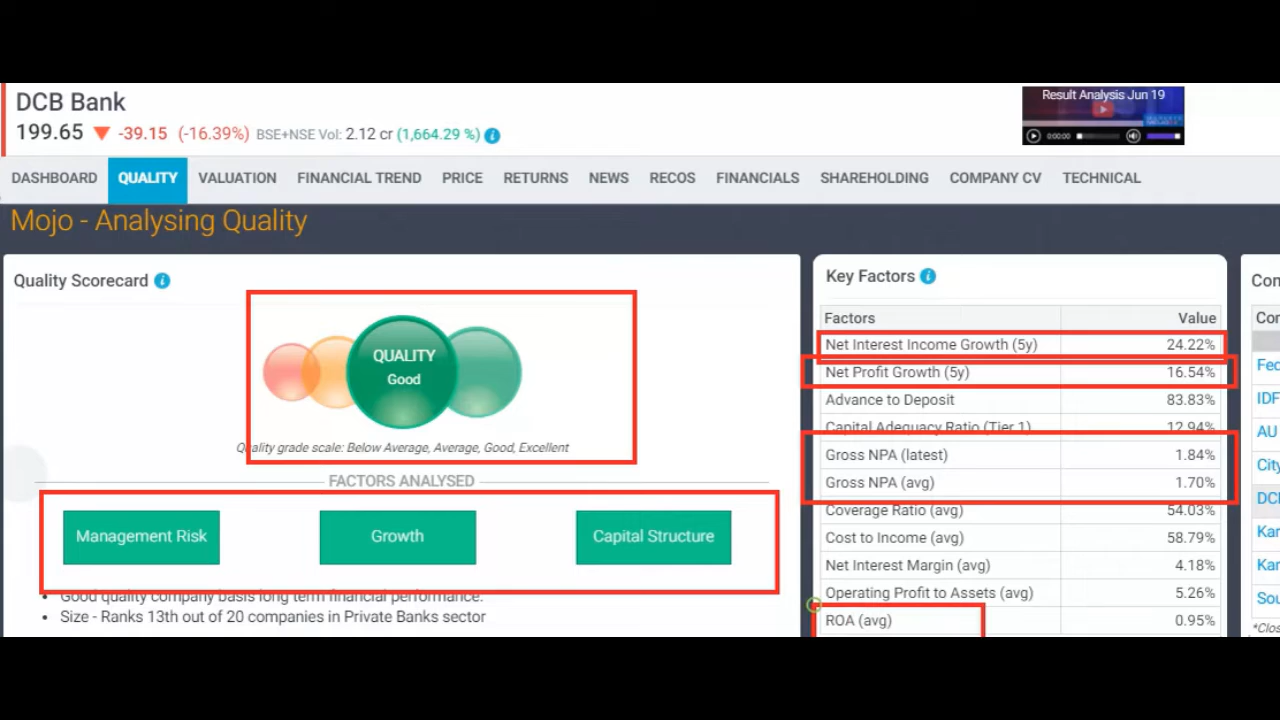 DCB Bank
199.65 ▼ -39.15 (-16.39%) BSE+NSE Vol: 2.12 cr (1,664.29 %) i
Result Analysis Jun 19
0:00:00
DASHBOARD QUALITY VALUATION FINANCIAL TREND PRICE RETURNS NEWS RECOS FINANCIALS SHAREHOLDING COMPANY CV TECHNICAL
Mojo - Analysing Quality
Quality Scorecard i
QUALITY
Good
Quality grade scale: Below Average, Average, Good, Excellent
FACTORS ANALYSED
Management Risk Growth Capital Structure
• Good quality company basis long term financial performance.
• Size - Ranks 13th out of 20 companies in Private Banks sector
Key Factors i
Factors Value
Net Interest Income Growth (5y) 24.22%
Net Profit Growth (5y) 16.54%
Advance to Deposit 83.83%
Capital Adequacy Ratio (Tier 1) 12.94%
Gross NPA (latest) 1.84%
Gross NPA (avg) 1.70%
Coverage Ratio (avg) 54.03%
Cost to Income (avg) 58.79%
Net Interest Margin (avg) 4.18%
Operating Profit to Assets (avg) 5.26%
ROA (avg) 0.95%
Con
Con
Fed
IDF
AU
City
DCI
Kar
Kar
Sou
*Clos